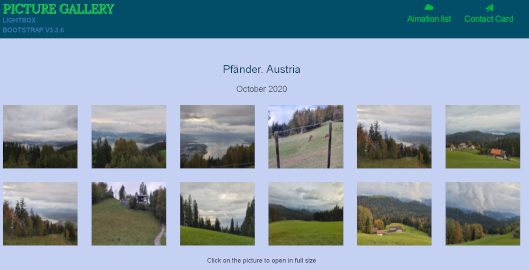 PICTURE GALLERY
LIGHTBOX
BOOTSTRAP V3.3.6
Aimation list
Contact Card
Pfänder. Austria
October 2020
Click on the picture to open in full size